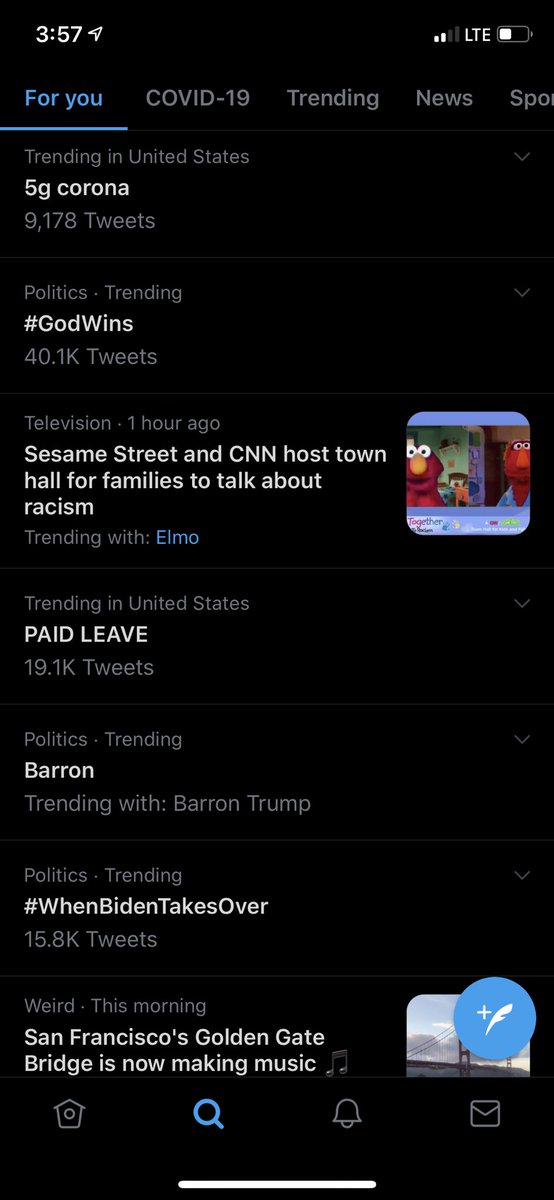 3:57 LTE
For you COVID-19 Trending News Spor
Trending in United States
5g corona
9,178 Tweets
Politics · Trending
#GodWins
40.1K Tweets
Television · 1 hour ago
Sesame Street and CNN host town
hall for families to talk about
racism
Trending with: Elmo
Together
Trending in United States
PAID LEAVE
19.1K Tweets
Politics · Trending
Barron
Trending with: Barron Trump
Politics · Trending
#WhenBidenTakesOver
15.8K Tweets
Weird · This morning
San Francisco's Golden Gate
Bridge is now making music 🎵